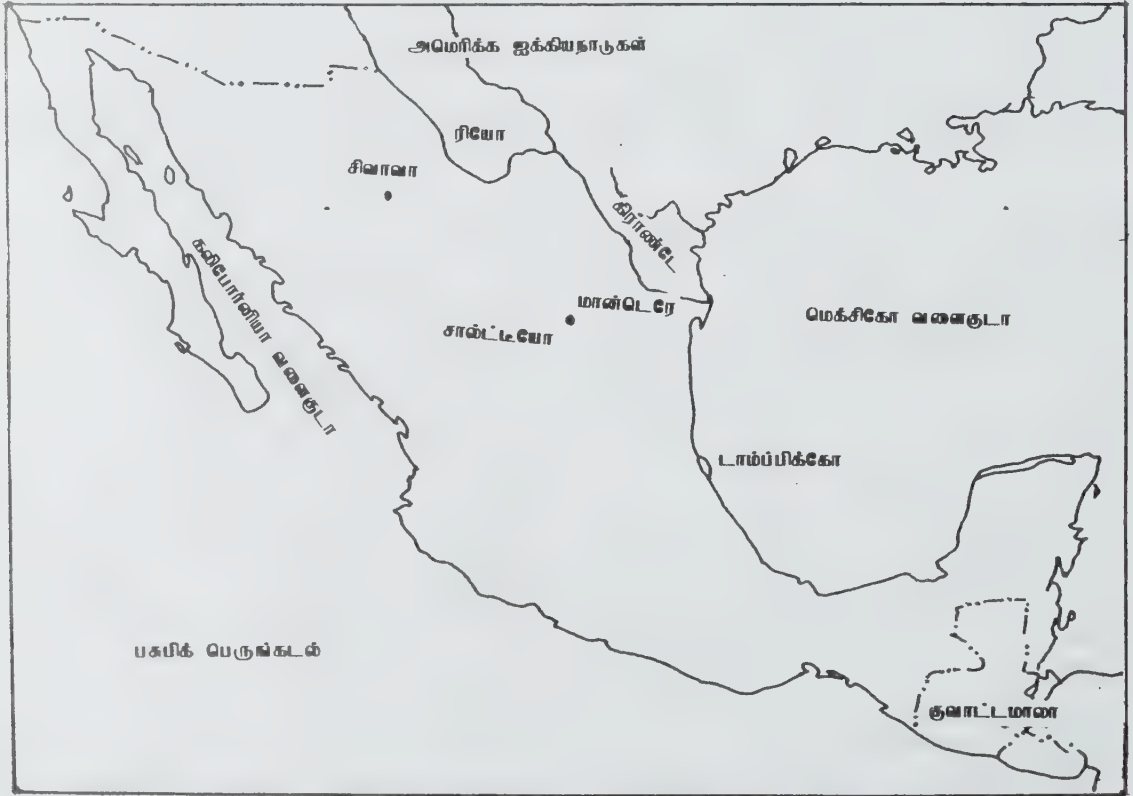 அமெரிக்க ஐக்கியநாடுகள்
ரியோ
சிவாவா
கிராண்டே
கலிபோர்னியா வளைகுடா
மான்டெரே
சால்ட்டீயோ
மெக்சிகோ வளைகுடா
டாம்ப்பிக்கோ
பசுமிக் பெருங்கடல்
குவாட்டமாலா